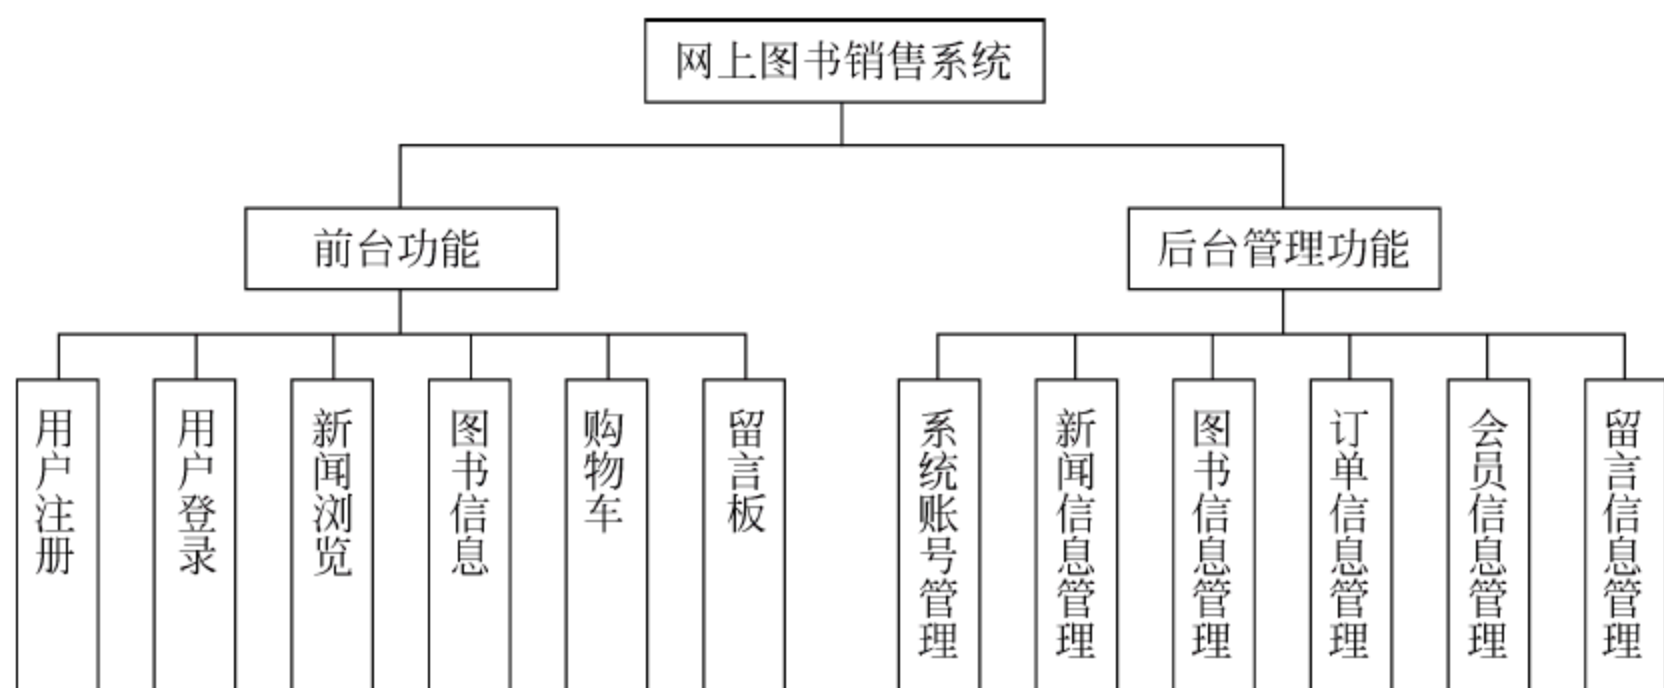 网上图书销售系统
前台功能
后台管理功能
用户注册
用户登录
新闻浏览
图书信息
购物车
留言板
系统账号管理
新闻信息管理
图书信息管理
订单信息管理
会员信息管理
留言信息管理